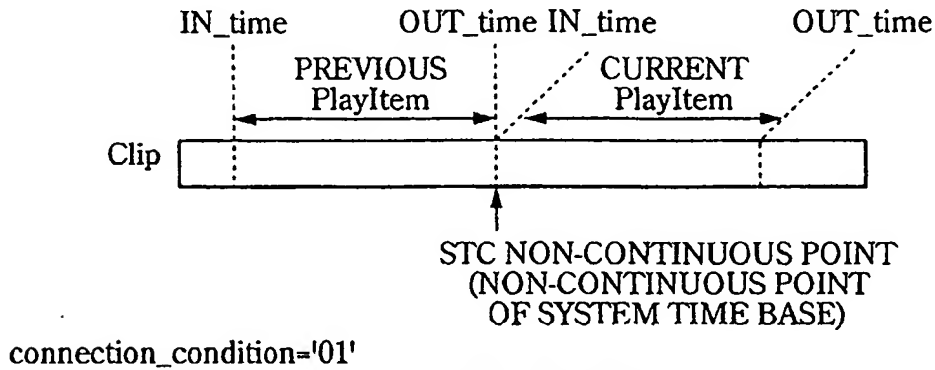 IN_time OUT_time IN_time OUT_time
PREVIOUS CURRENT
PlayItem PlayItem
Clip
STC NON-CONTINUOUS POINT
(NON-CONTINUOUS POINT
OF SYSTEM TIME BASE)
connection_condition='01'